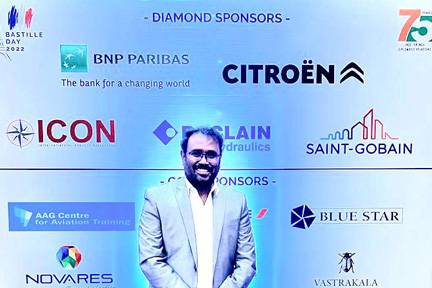 BASTILLE
DAY
2022
- DIAMOND SPONSORS -
75
BNP PARIBAS
The bank for a changing world
CITROËN
ICON
hydraulics
SAINT-GOBAIN
SPONSORS -
AAG Centre
for Aviation Training
BLUE STAR
NOVARES
VASTRAKALA